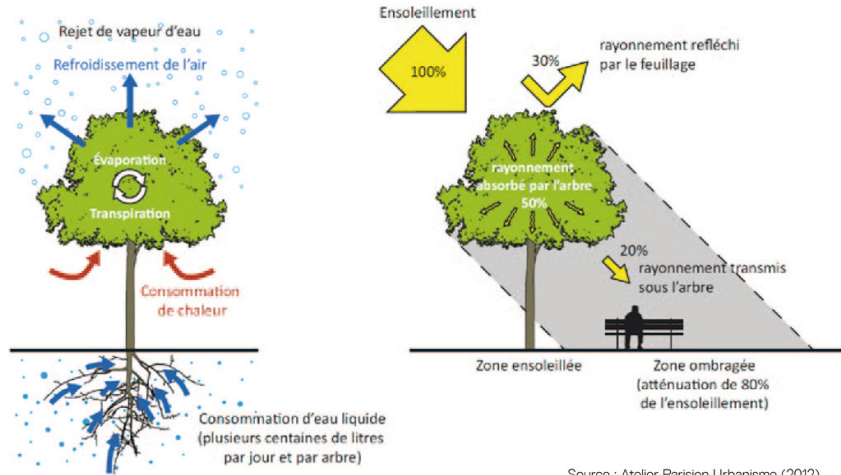 Rejet de vapeur d'eau
Refroidissement de l'air
Évaporation
Transpiration
Consommation
de chaleur
Consommation d'eau liquide
(plusieurs centaines de litres
par jour et par arbre)
Ensoleillement
100%
30%
rayonnement refléchi
par le feuillage
rayonnement
absorbé par l'arbre
50%
20%
rayonnement transmis
sous l'arbre
Zone ensoleillée
Zone ombragée
(atténuation de 80%
de l'ensoleillement)
Source : Atelier Parisien Urbanisme (2012)